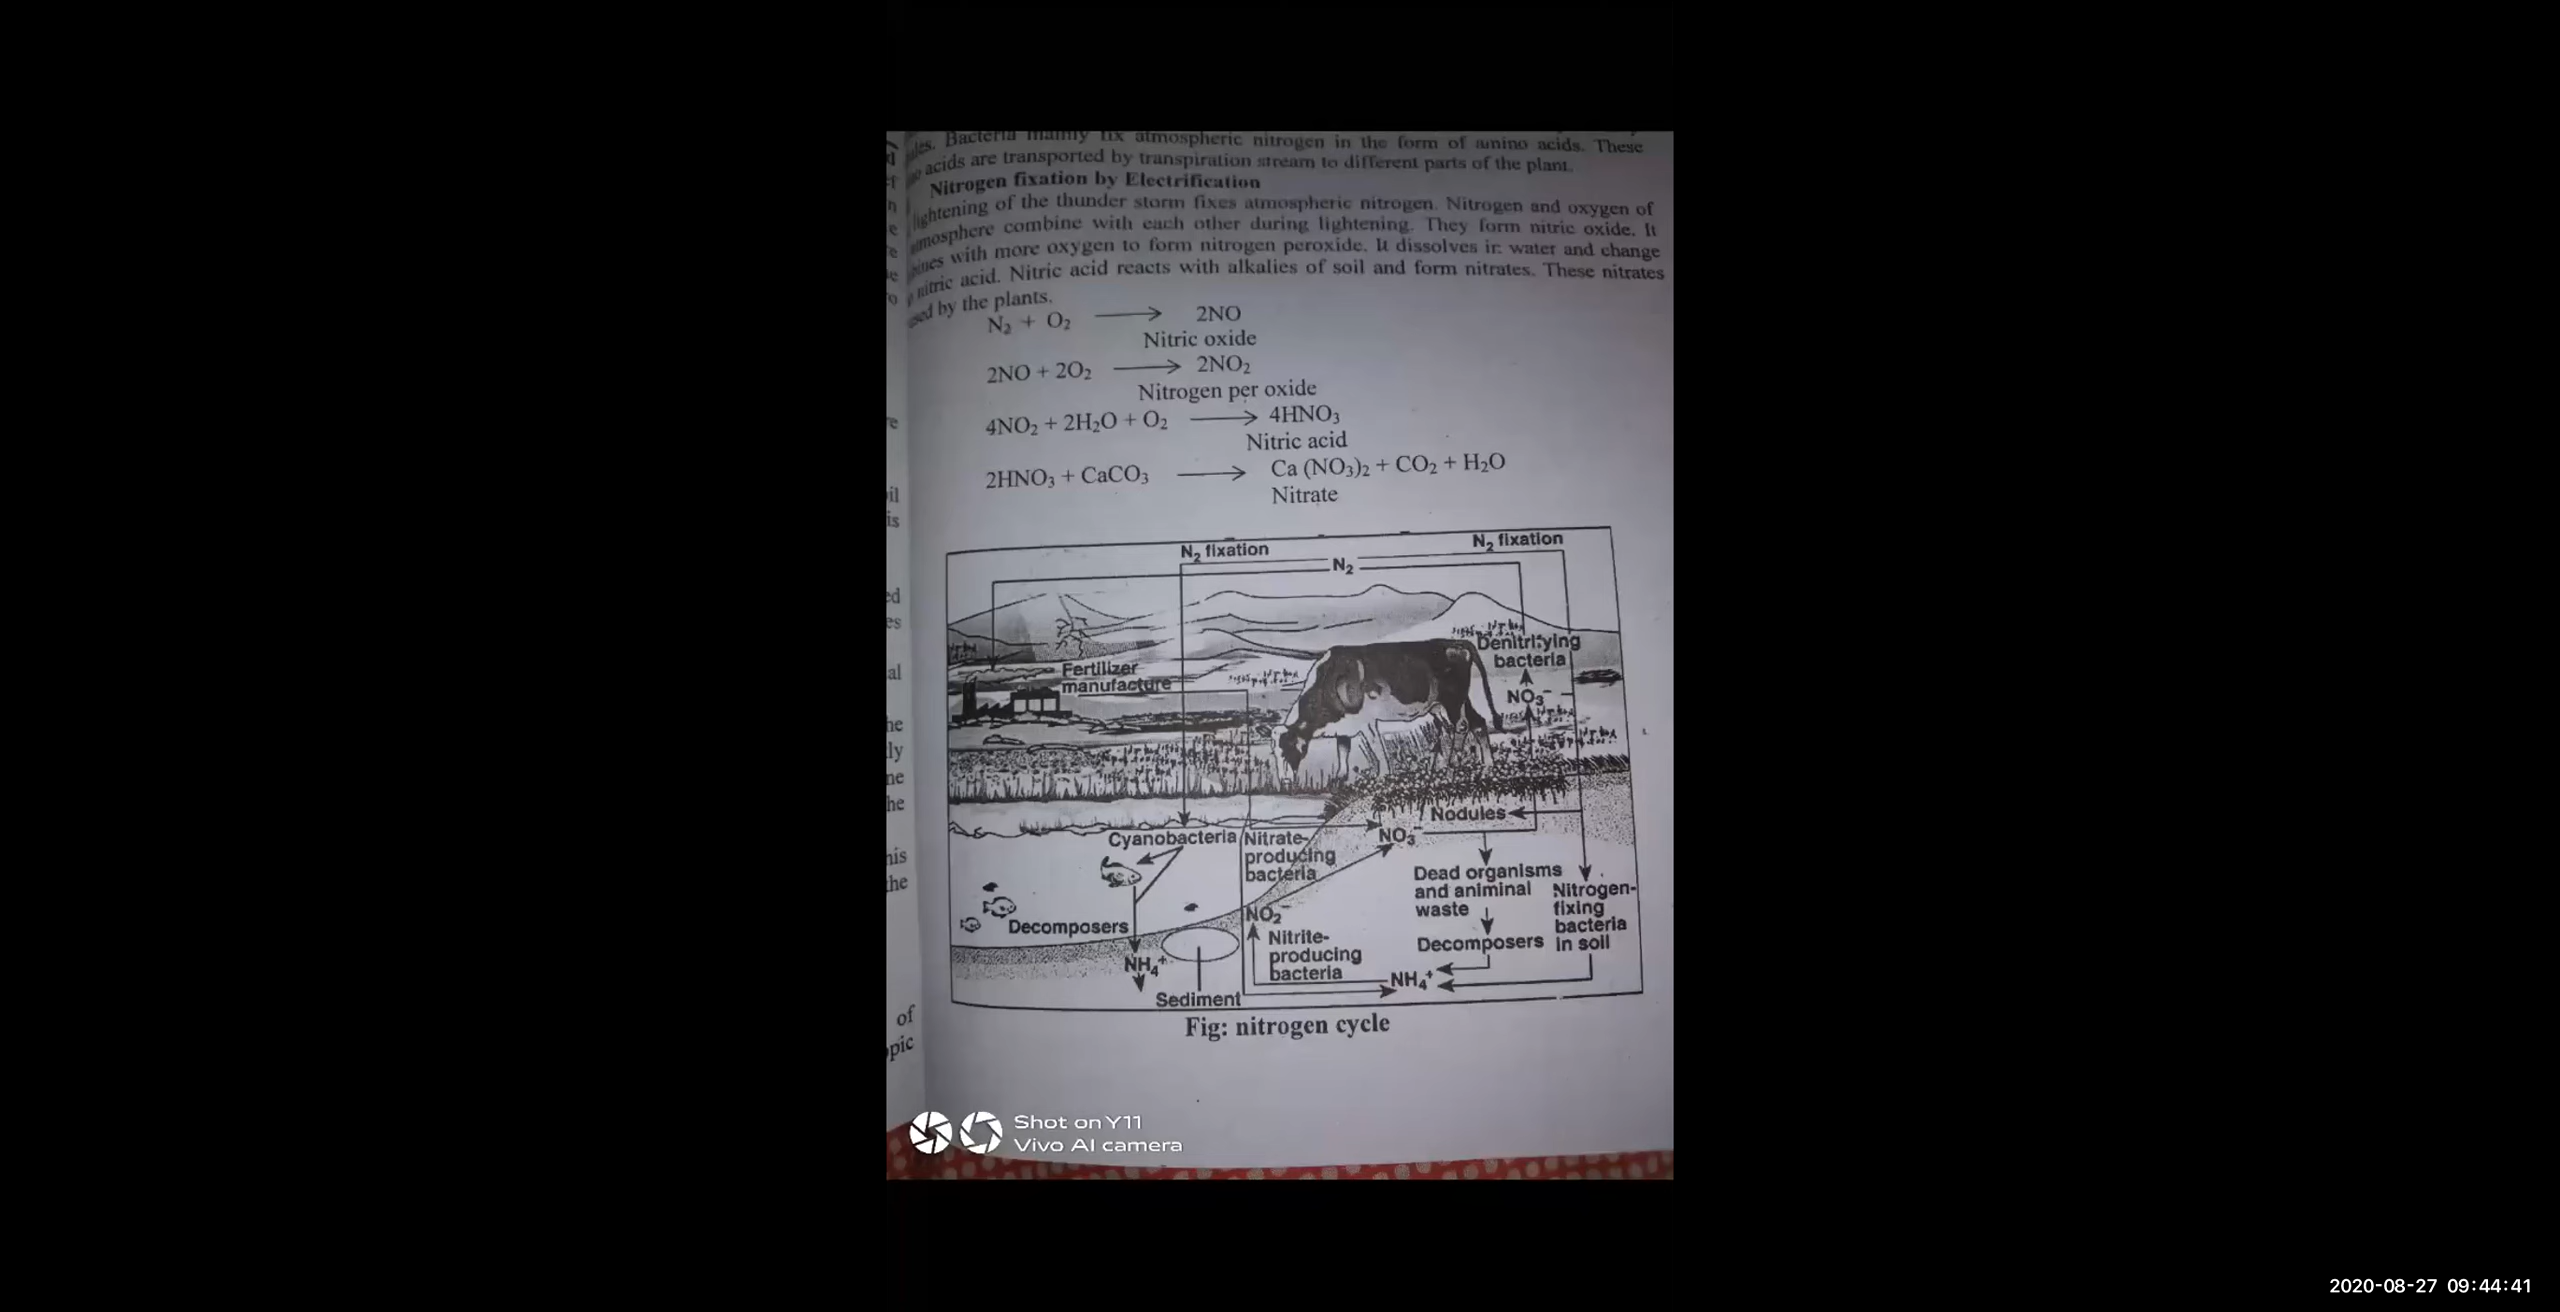 Bacteria mainly fix atmospheric nitrogen in the form of amino acids. These
acids are transported by transpiration stream to different parts of the plant.
Nitrogen fixation by Electrification
lightening of the thunder storm fixes atmospheric nitrogen. Nitrogen and oxygen of
combine with each other during lightening. They form nitric oxide. It
with more oxygen to form nitrogen peroxide. It dissolves in water and change
nitric acid. Nitric acid reacts with alkalies of soil and form nitrates. These nitrates
by the plants.
N₂ + O₂ ⟶ 2NO
Nitric oxide
2NO + 2O₂ ⟶ 2NO₂
Nitrogen per oxide
4NO₂ + 2H₂O + O₂ ⟶ 4HNO₃
Nitric acid
2HNO₃ + CaCO₃ ⟶ Ca (NO₃)₂ + CO₂ + H₂O
Nitrate
N₂ fixation
N₂ fixation
N₂
Denitrifying
bacteria
Fertilizer
manufacture
NO₃⁻
Nodules
Cyanobacteria
Nitrate-
producing
bacteria
NO₃⁻
Dead organisms
and animinal
waste
Nitrogen-
fixing
bacteria
in soil
Decomposers
NO₂⁻
Nitrite-
producing
bacteria
Decomposers
NH₄⁺
NH₄⁺
Sediment
Fig: nitrogen cycle
of
Shot on Y11
Vivo AI camera
2020-08-27 09:44:41